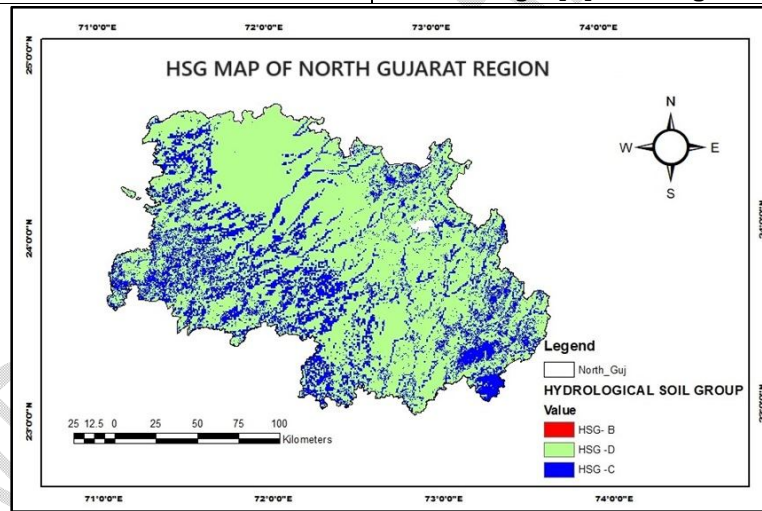 71°0'0"E 72°0'0"E 73°0'0"E 74°0'0"E
25°0'0"N
HSG MAP OF NORTH GUJARAT REGION
N
W E
S
24°0'0"N
Legend
North_Guj
HYDROLOGICAL SOIL GROUP
Value
HSG- B
HSG -D
HSG -C
23°0'0"N
25 12.5 0 25 50 75 100
Kilometers
71°0'0"E 72°0'0"E 73°0'0"E 74°0'0"E